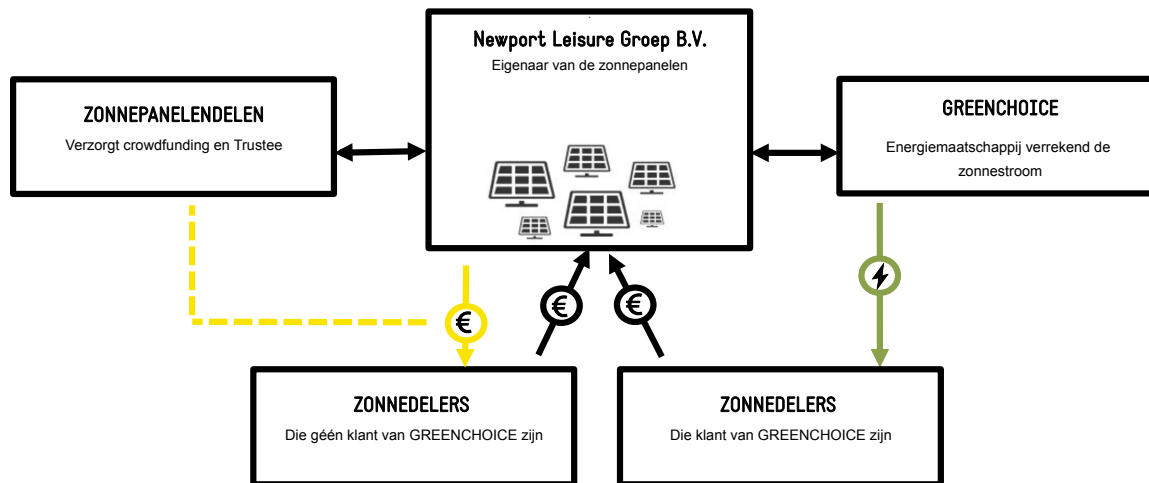 Newport Leisure Groep B.V.
Eigenaar van de zonnepanelen
ZONNEPANELENDELEN
Verzorgt crowdfunding en Trustee
GREENCHOICE
Energiemaatschappij verrekend de
zonnestroom
€
€
€
ZONNEDELERS
Die géén klant van GREENCHOICE zijn
ZONNEDELERS
Die klant van GREENCHOICE zijn